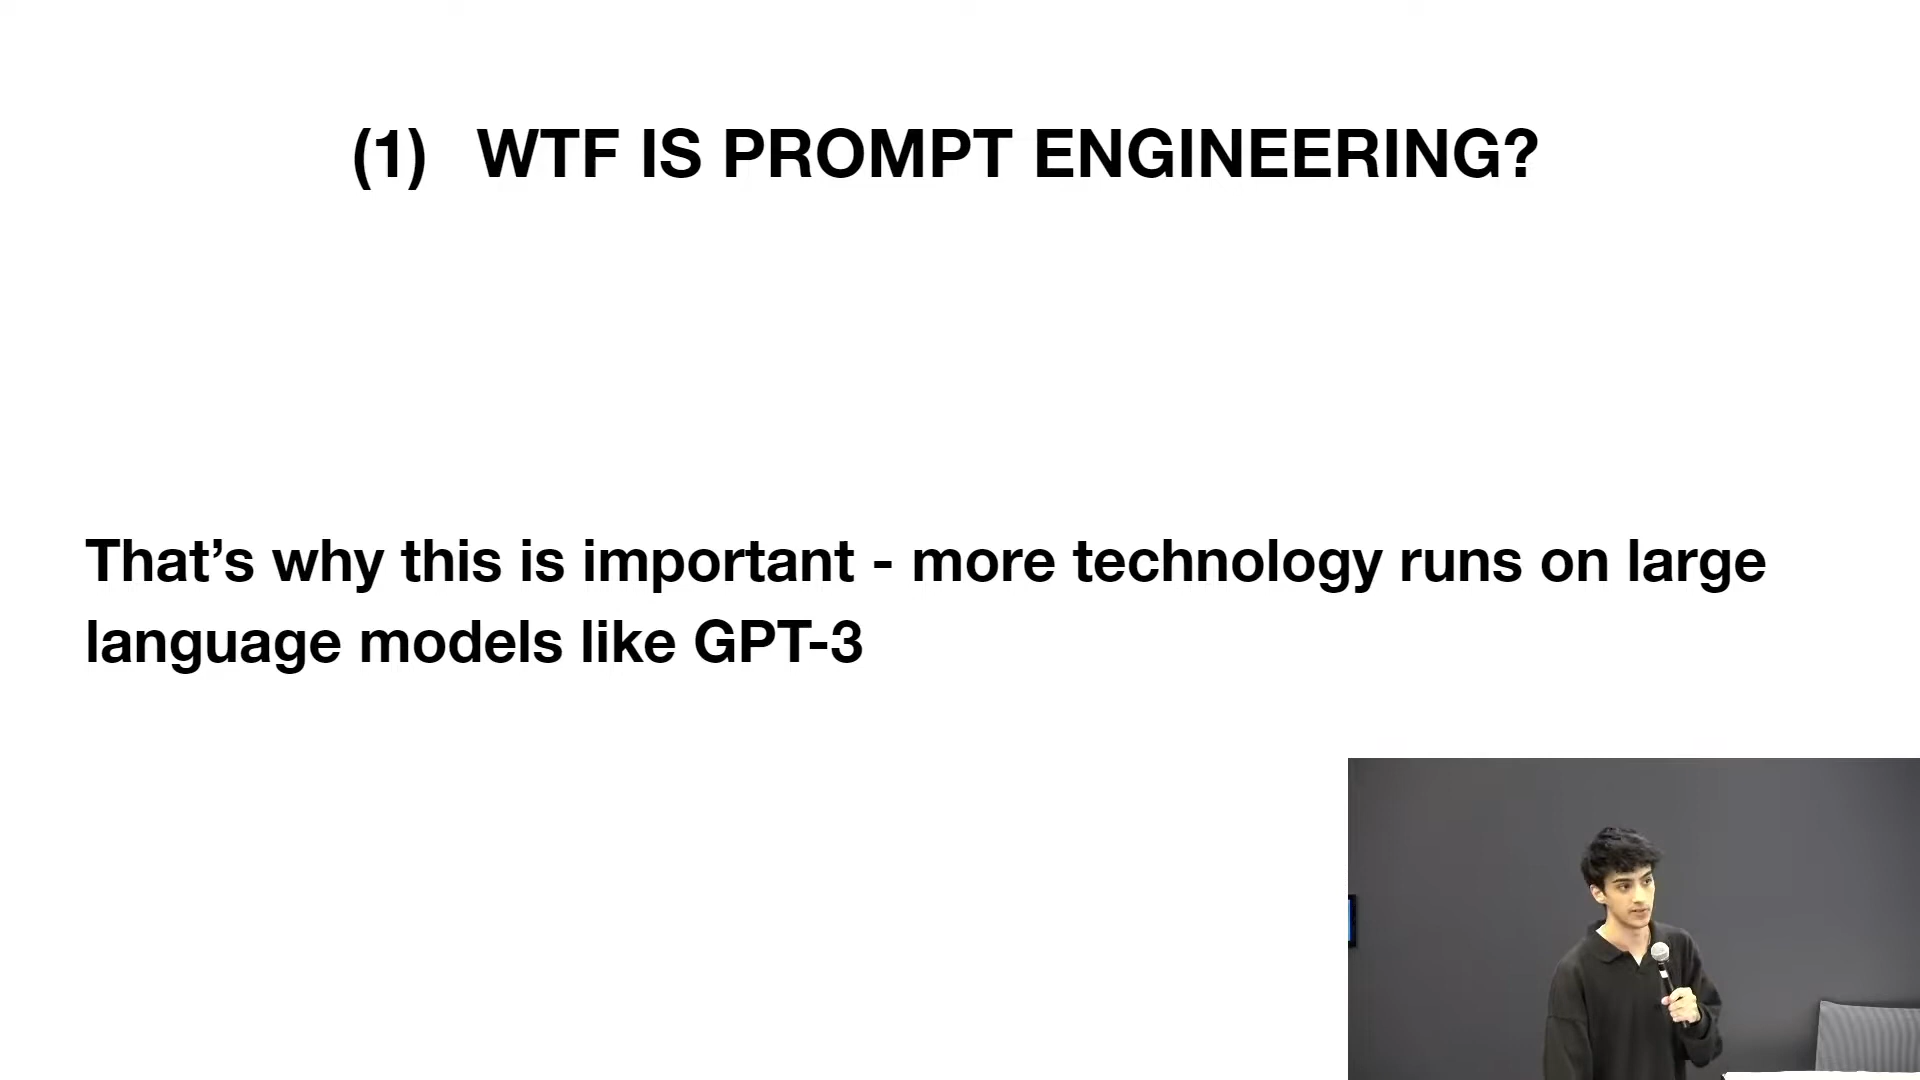 (1) WTF IS PROMPT ENGINEERING?
That’s why this is important - more technology runs on large
language models like GPT-3